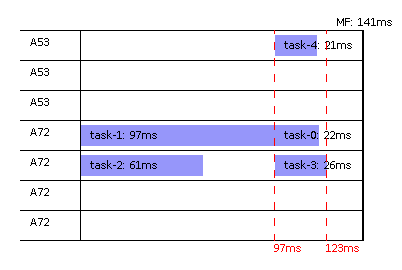 MF: 141ms
A53 task-4: 21ms
A53
A53
A72 task-1: 97ms task-0: 22ms
A72 task-2: 61ms task-3: 26ms
A72
A72
97ms 123ms